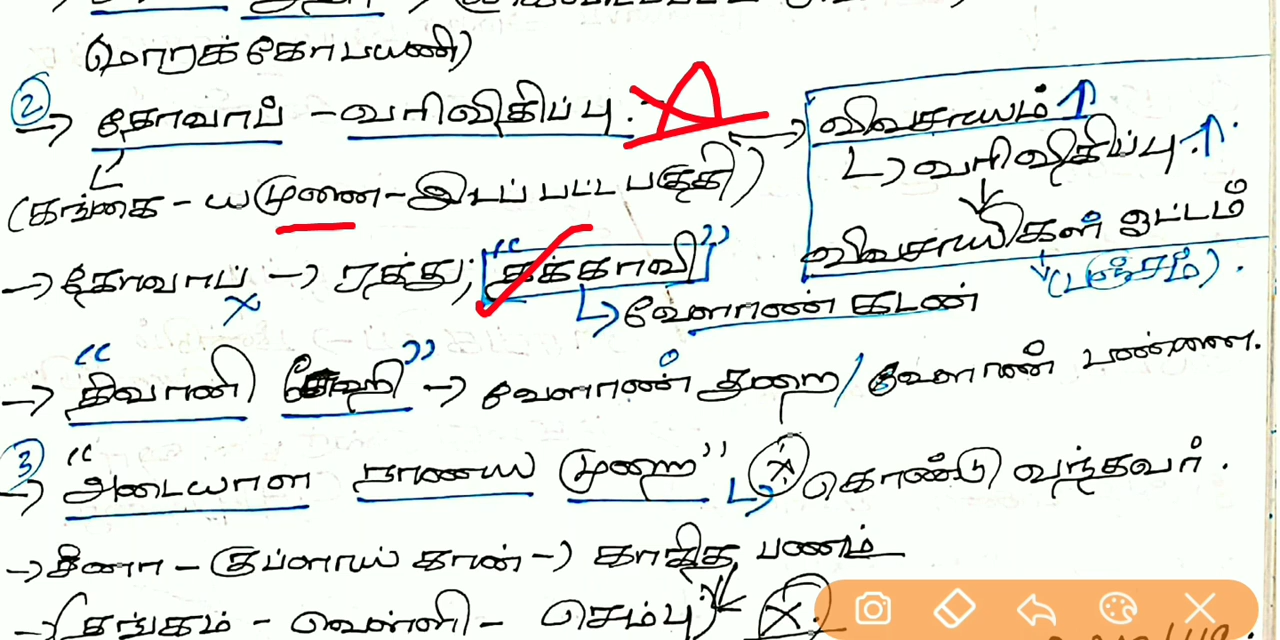 மொறக்கோபயணி)
② → தோவாப் - வரிவிதிப்பு :
(கங்கை - யமுனை - இடைப்பட்ட பகுதி)
விவசாயம் ↑
↳ வரிவிதிப்பு ↑.
விவசாயிகள் ஓட்டம்
(பஞ்சம்).
→ தோவாப் → ரத்து; "தக்காவி"
↳ வேளாண் கடன்
→ "திவானி கோஹி" → வேளாண் துறை / வேளாண் பண்ணை.
③ → "அடையாள நாணய முறை" ↳ கொண்டு வந்தவர்.
→ சீனா - குப்ளாய் கான் → காகித பணம்
→ (தங்கம் - வெள்ளி - செம்பு)